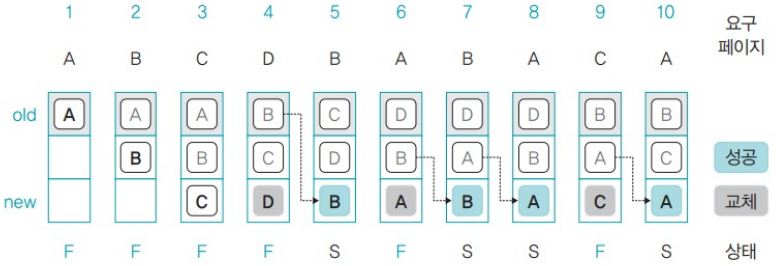 1 2 3 4 5 6 7 8 9 10 요구
페이지
A B C D B A B A C A
old A A A B C D D D B B
B B C D B A B A C 성공
new C D B A B A C A 교체
F F F F S F S S F S 상태